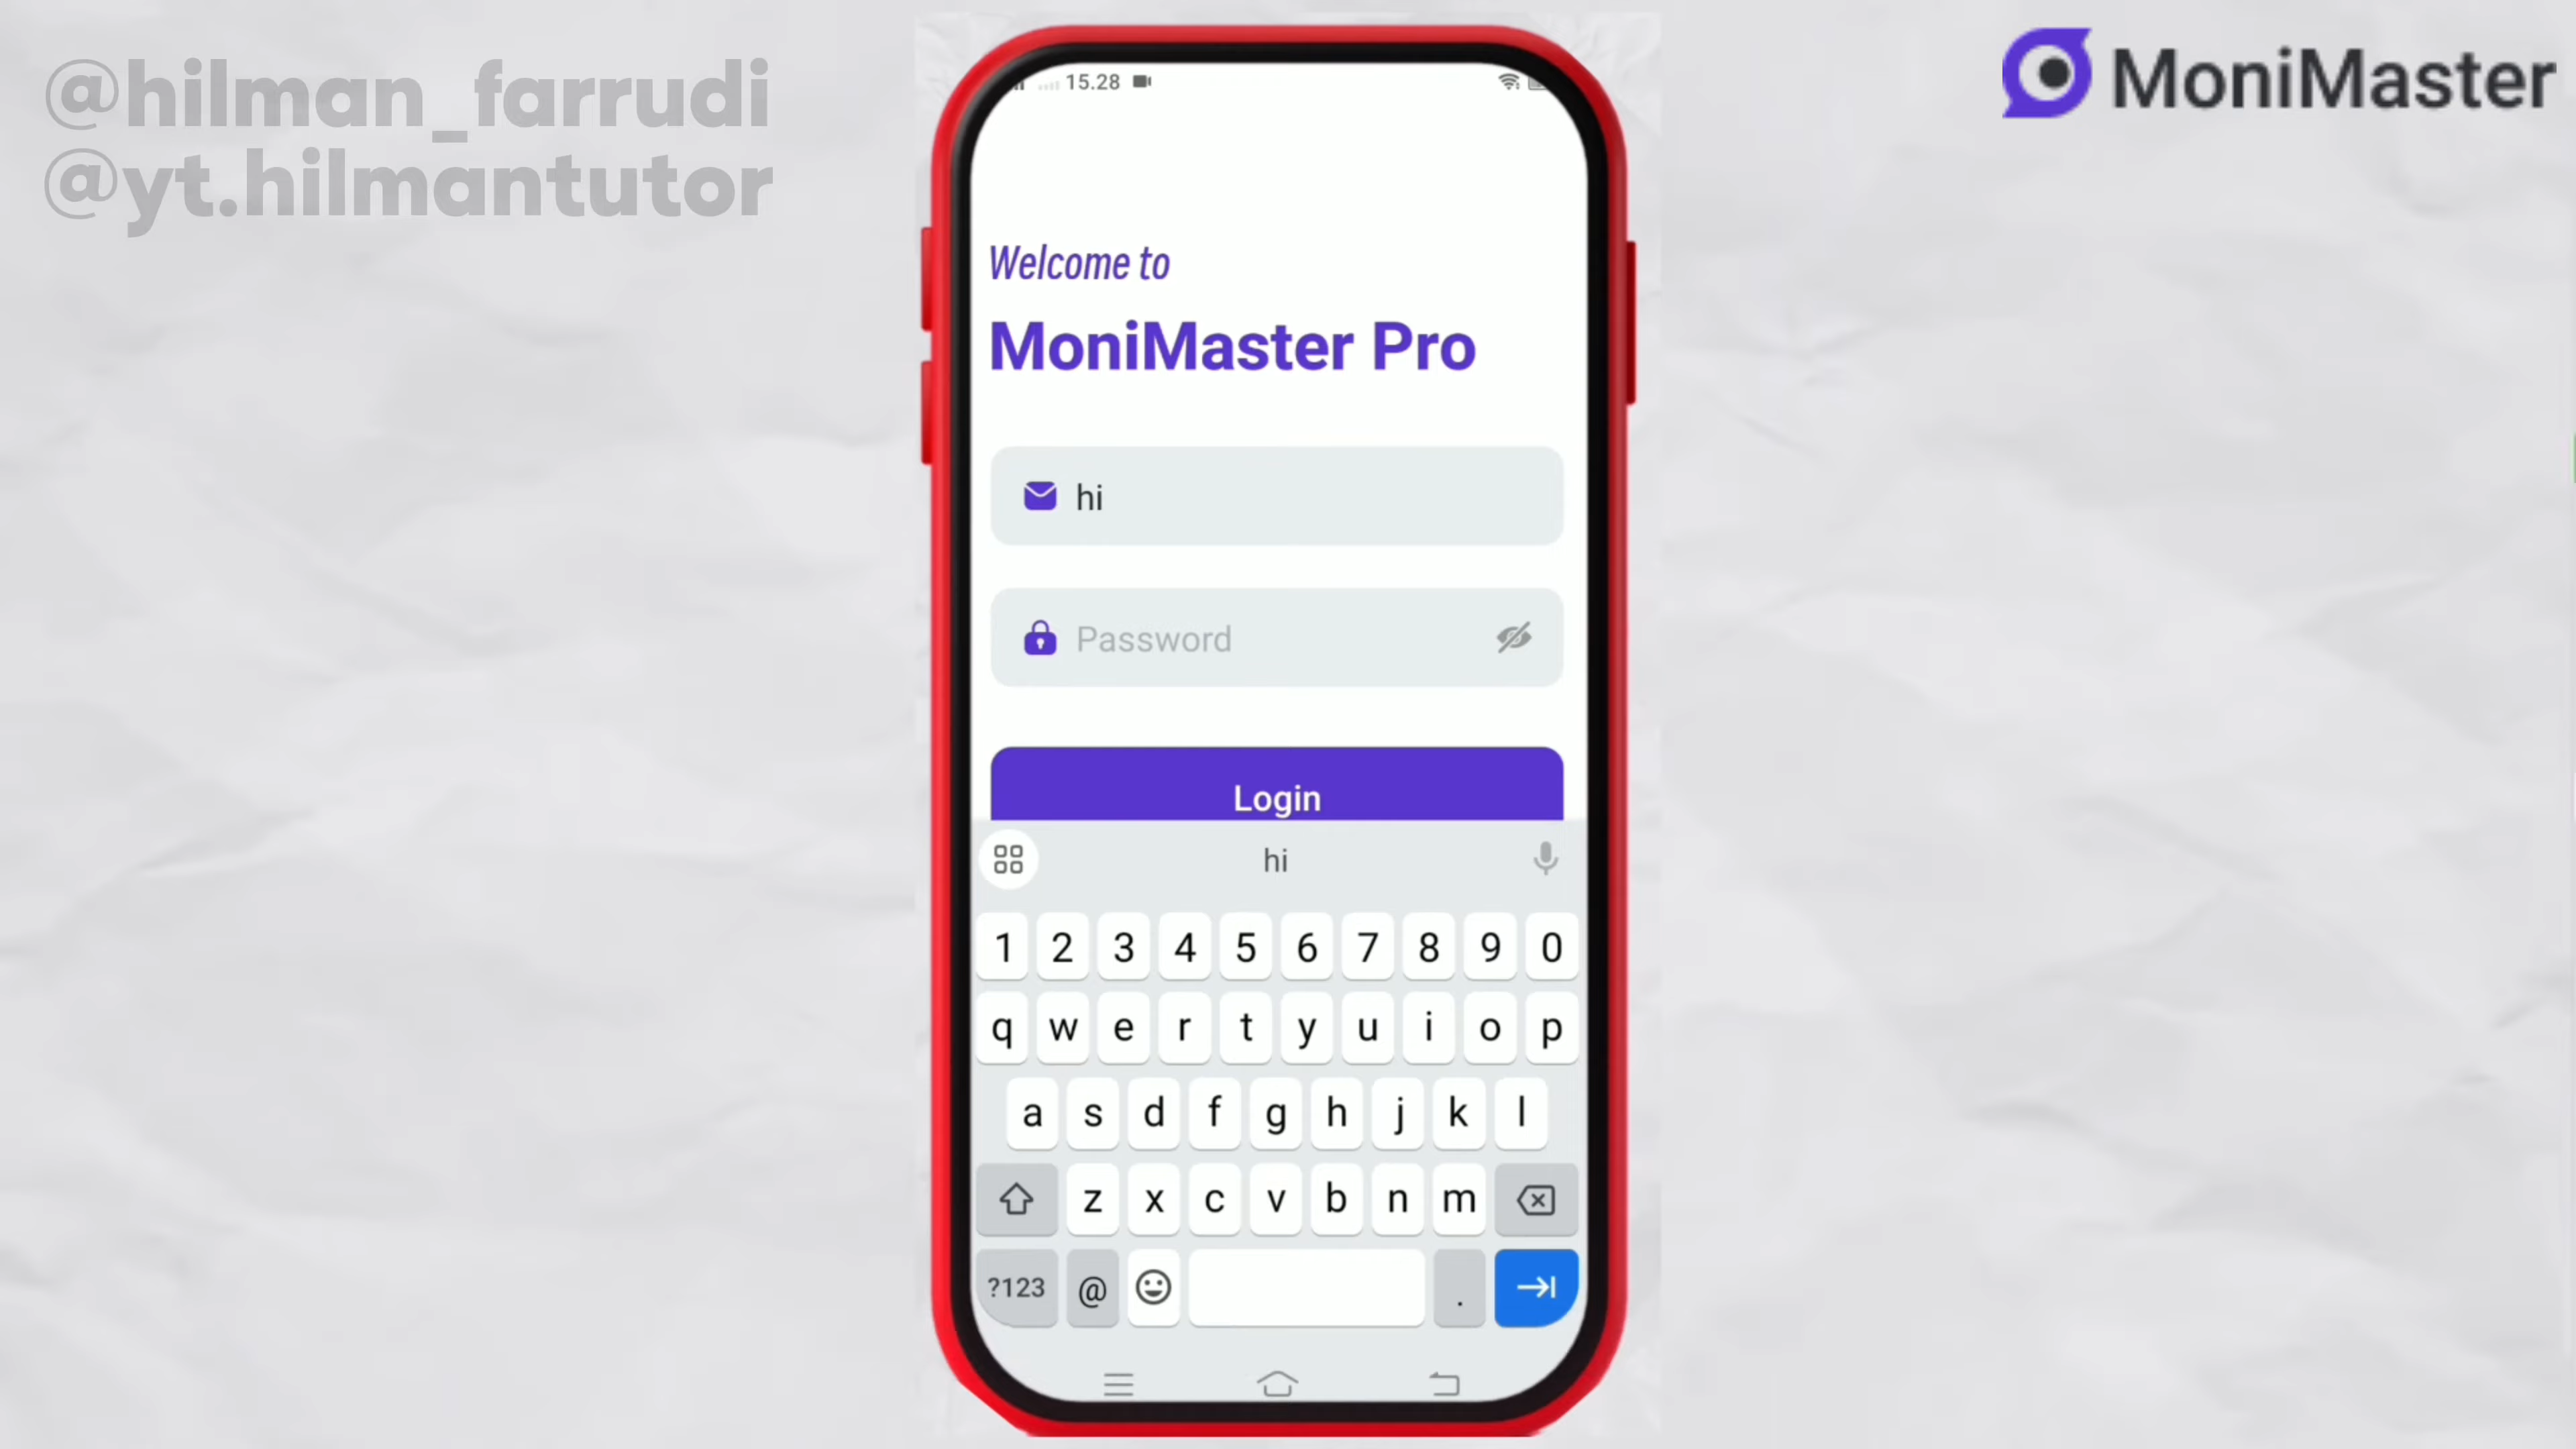 @hilman_farrudi
@yt.hilmantutor
MoniMaster
15.28
Welcome to
MoniMaster Pro
hi
Password
Login
hi
1 2 3 4 5 6 7 8 9 0
q w e r t y u i o p
a s d f g h j k l
z x c v b n m
?123 @ .